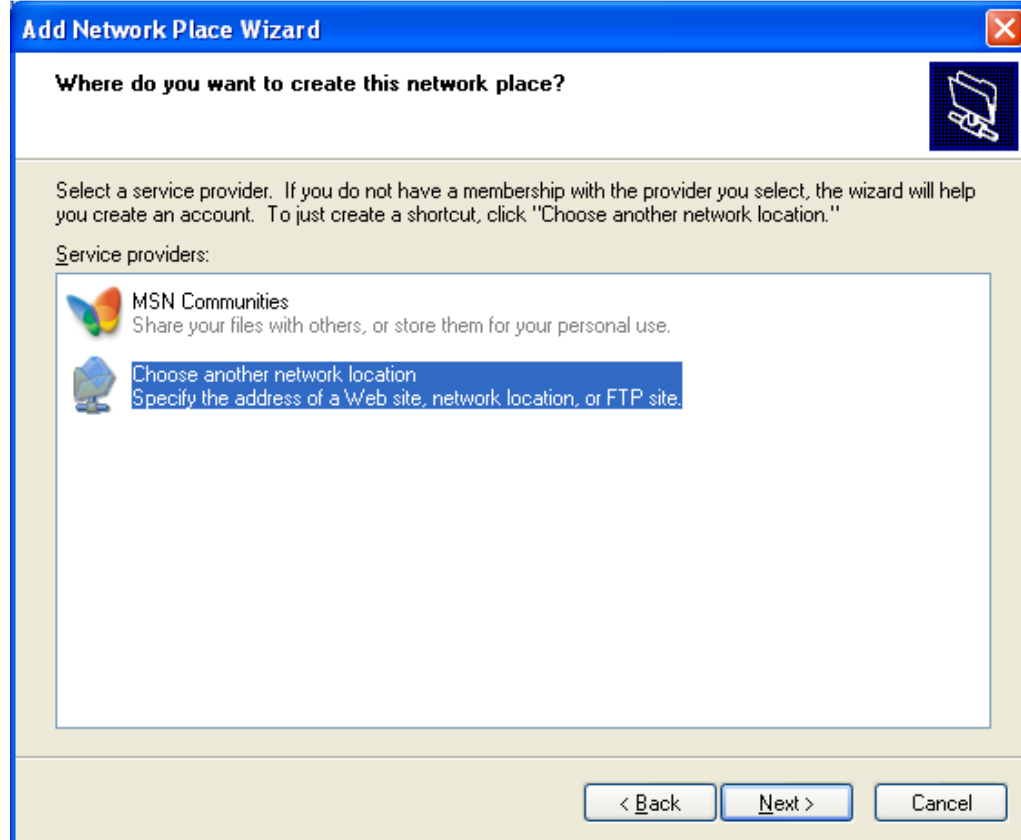 Add Network Place Wizard
Where do you want to create this network place?
Select a service provider.  If you do not have a membership with the provider you select, the wizard will help
you create an account.  To just create a shortcut, click "Choose another network location."
Service providers:
MSN Communities
Share your files with others, or store them for your personal use.
Choose another network location
Specify the address of a Web site, network location, or FTP site.
< Back
Next >
Cancel